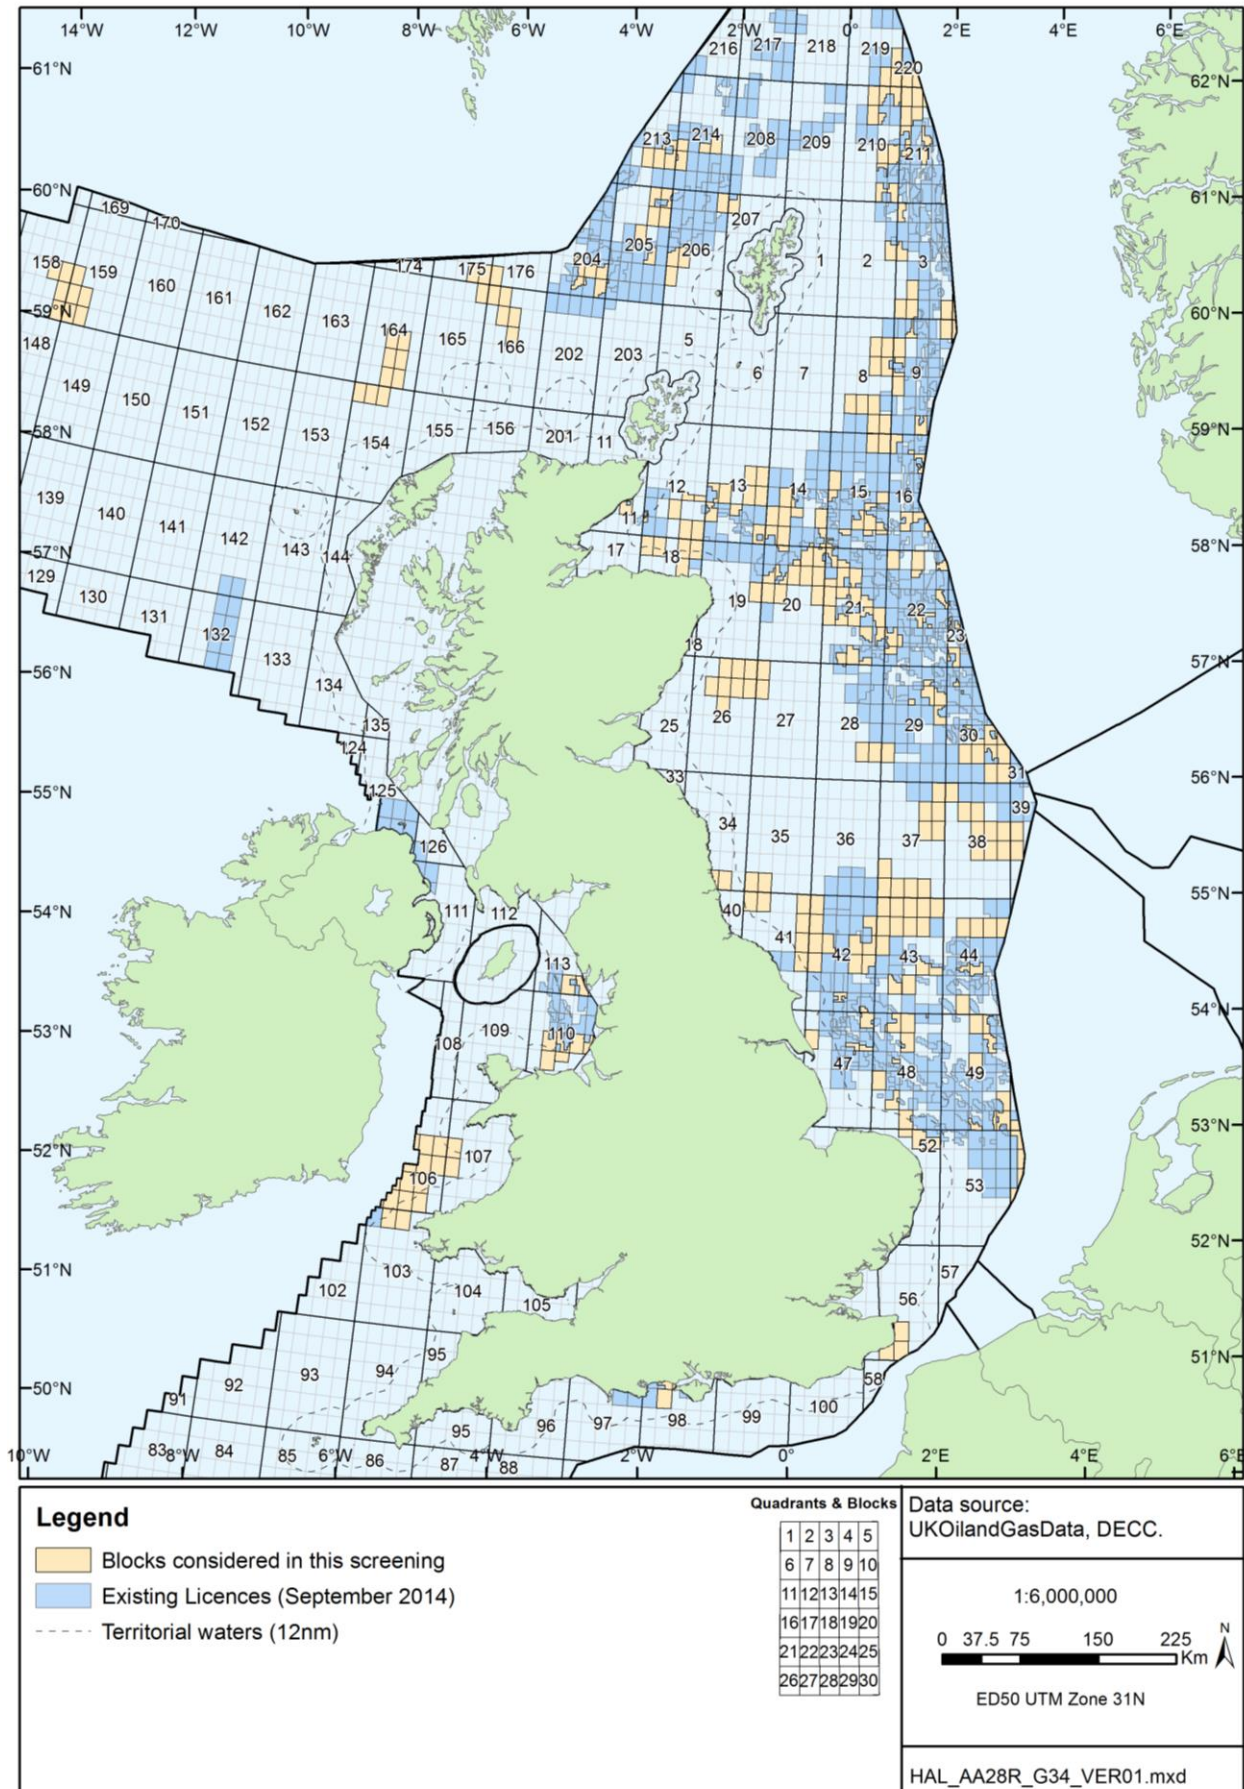 14°W 12°W 10°W 8°W 6°W 4°W 2°W 0° 2°E 4°E 6°E
216 217 218 219
61°N 220 62°N
213 214 208 209 210 211
60°N 61°N
169 170 207
158 159 174 175 176 204 205 206 1 2 3
160 161 162
59°N 163 164 165 166 60°N
148 202 203 5 6 7 8 9
149 150 151 152 153 154 155 156 201 11
58°N 59°N
139 140 141 142 143 144 12 13 14 15 16
11
57°N 17 18 58°N
129 130 131 132 133 134 19 20 21 22 23
18
56°N 57°N
135 25 26 27 28 29 30
124 33 31 56°N
55°N 125 39
126 34 35 36 37 38
55°N
54°N 111 112 40 41 42 43 44
113
54°N
53°N 108 109 110 47 48 49
52°N 107 52 53°N
106 53
52°N
51°N 103 57
102 104 105 56
95 51°N
50°N 91 92 93 94 58
95 96 97 98 99 100
83 84 85 86 87 88
10°W 8°W 6°W 4°W 2°W 0° 2°E 4°E 6°E
Legend
Blocks considered in this screening
Existing Licences (September 2014)
Territorial waters (12nm)
Quadrants & Blocks
1 2 3 4 5
6 7 8 9 10
11 12 13 14 15
16 17 18 19 20
21 22 23 24 25
26 27 28 29 30
Data source:
UKOilandGasData, DECC.
1:6,000,000
N
0 37.5 75 150 225
Km
ED50 UTM Zone 31N
HAL_AA28R_G34_VER01.mxd